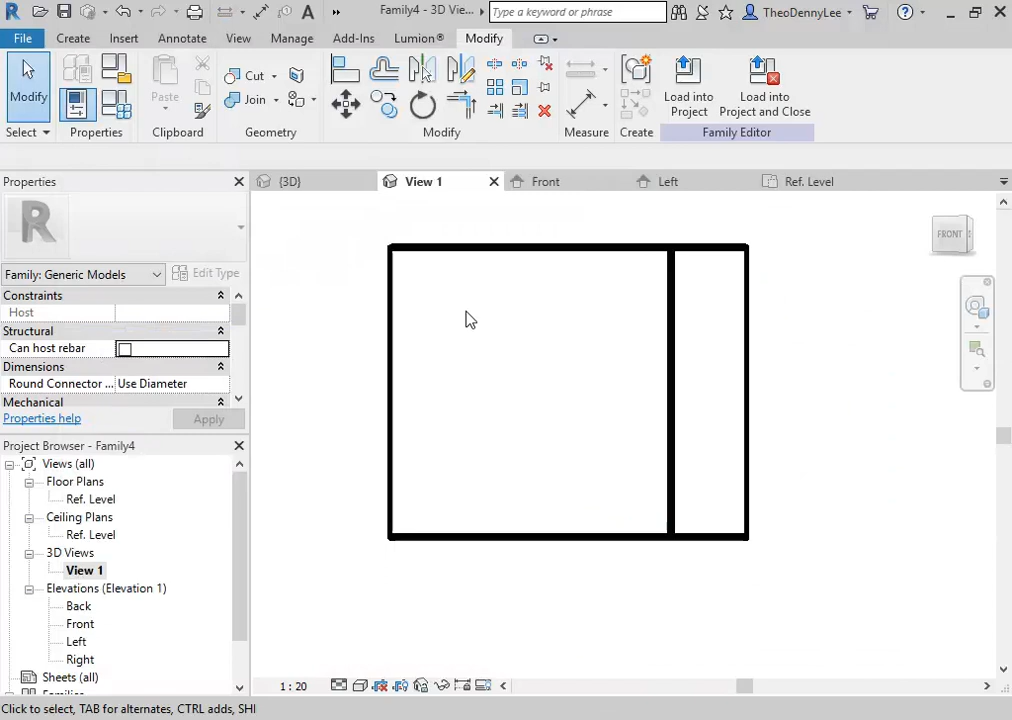 Family4 - 3D Vie...
Type a keyword or phrase
TheoDennyLee
File
Create
Insert
Annotate
View
Manage
Add-Ins
Lumion®
Modify
Modify
Paste
Cut
Join
Load into
Project
Load into
Project and Close
Select
Properties
Clipboard
Geometry
Modify
Measure
Create
Family Editor
Properties
{3D}
View 1
Front
Left
Ref. Level
R
FRONT
Family: Generic Models
Edit Type
Constraints
Host
Structural
Can host rebar
Dimensions
Round Connector ...
Use Diameter
Mechanical
Properties help
Apply
Project Browser - Family4
Views (all)
Floor Plans
Ref. Level
Ceiling Plans
Ref. Level
3D Views
View 1
Elevations (Elevation 1)
Back
Front
Left
Right
Sheets (all)
1 : 20
Click to select, TAB for alternates, CTRL adds, SHI